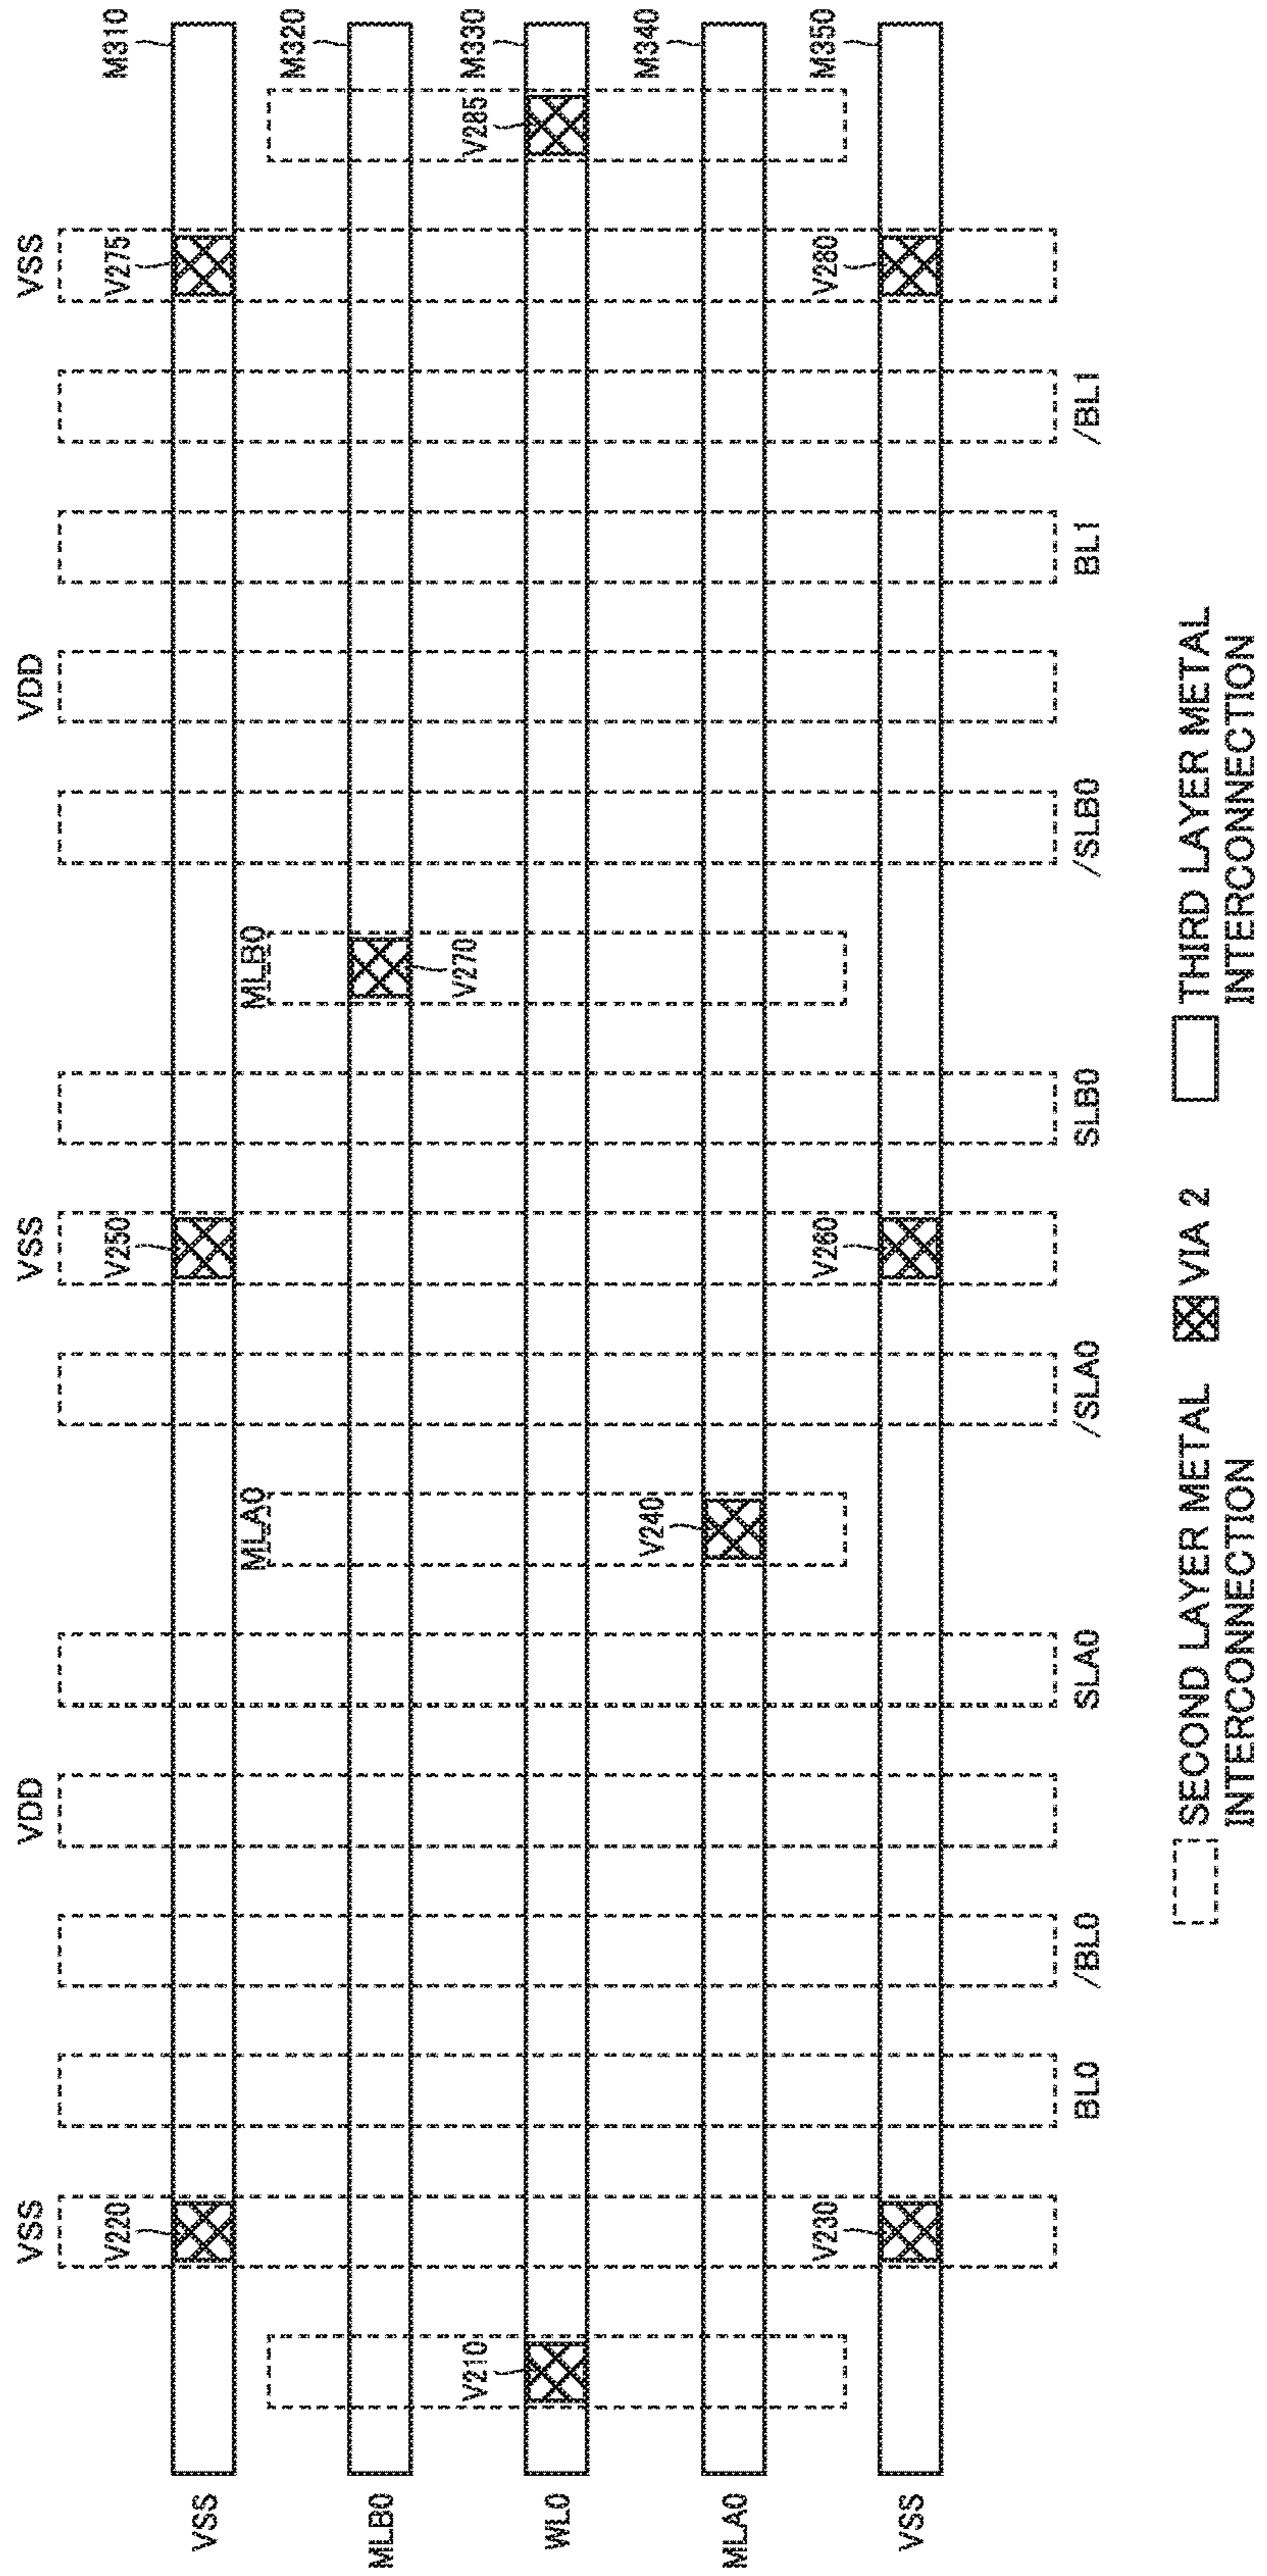 VSS VDD VSS VDD VSS
V220 V250 V275 M310
VSS
MLA0 MLB0
M320
MLB0
V210 V270 V285 M330
WL0
V240 M340
MLA0
V230 V260 V280 M350
VSS
BL0 /BL0 SLA0 /SLA0 SLB0 /SLB0 BL1 /BL1
SECOND LAYER METAL
INTERCONNECTION
VIA 2
THIRD LAYER METAL
INTERCONNECTION